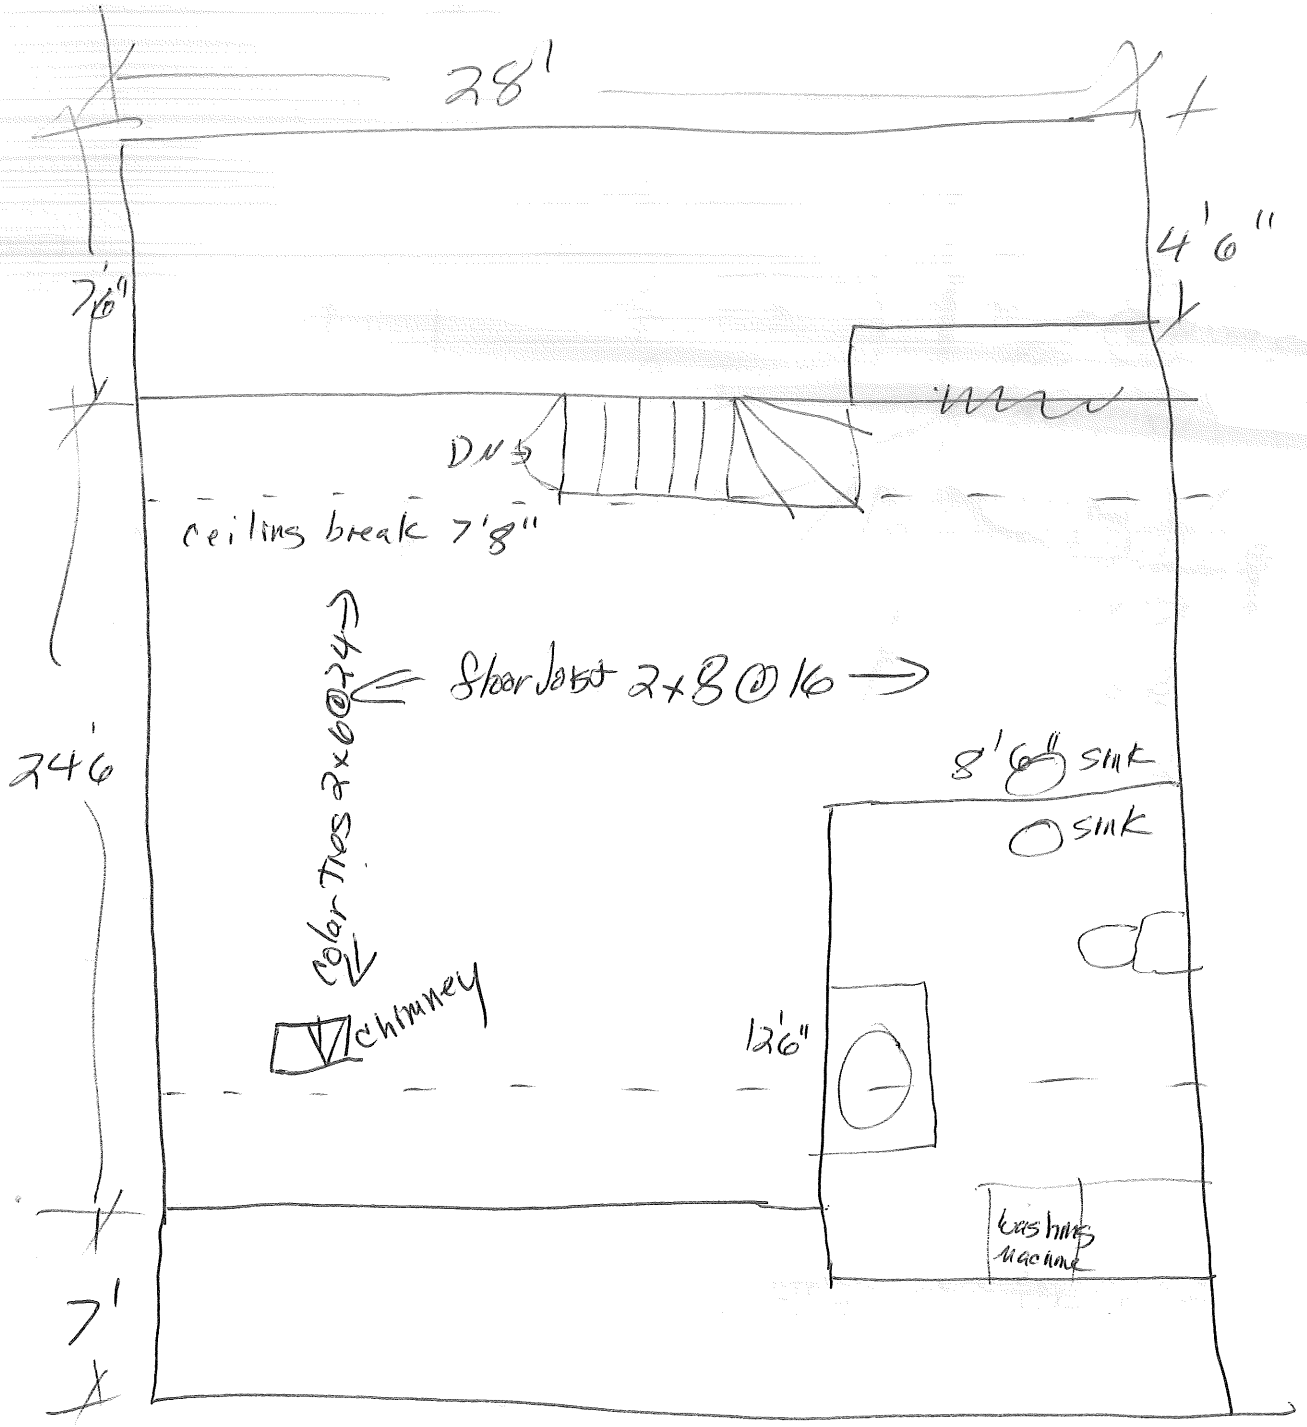 28'
4'6"
7'6"
DN
ceiling break 7'8"
floor Joist 2x8@16
Color Ties 2x6@24
24'6
8'6" sink
sink
chimney
12'6"
washing
machine
7'